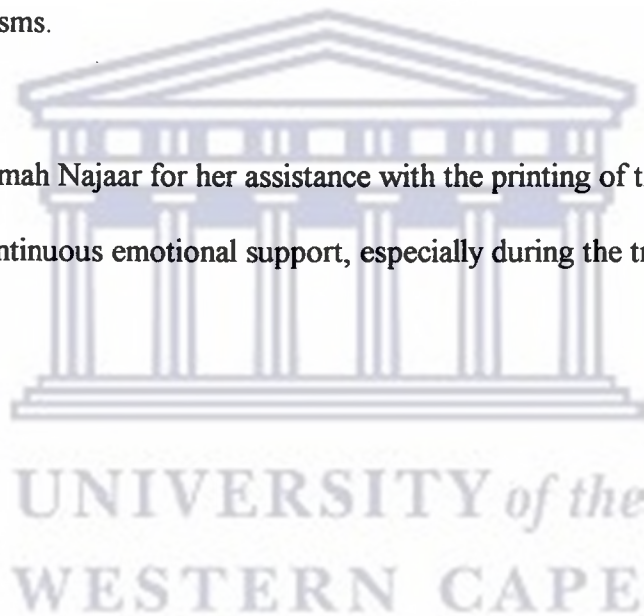 sms.
mah Najaar for her assistance with the printing of t
ntinuous emotional support, especially during the tr
UNIVERSITY of the
WESTERN CAPE